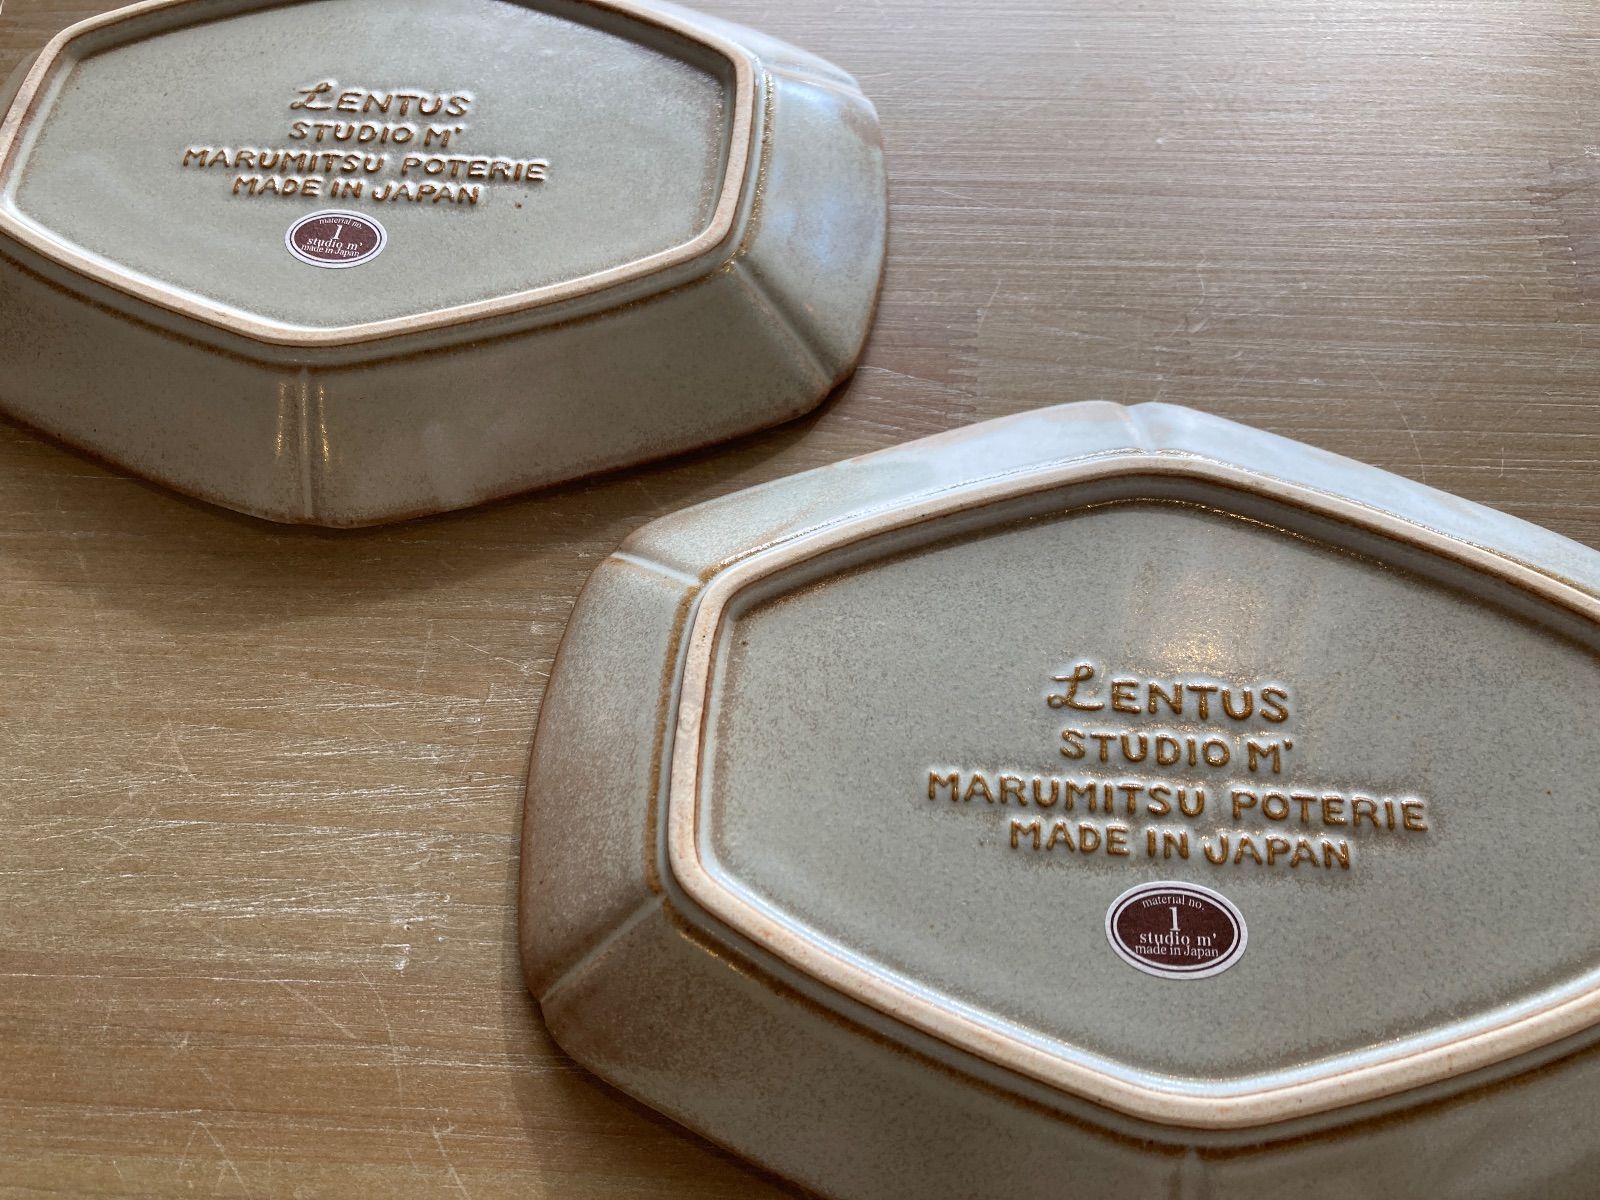 LENTUS
STUDIO M'
MARUMITSU POTERIE
MADE IN JAPAN
material no.
1
studio m'
made in Japan
LENTUS
STUDIO M'
MARUMITSU POTERIE
MADE IN JAPAN
material no.
1
studio m'
made in Japan